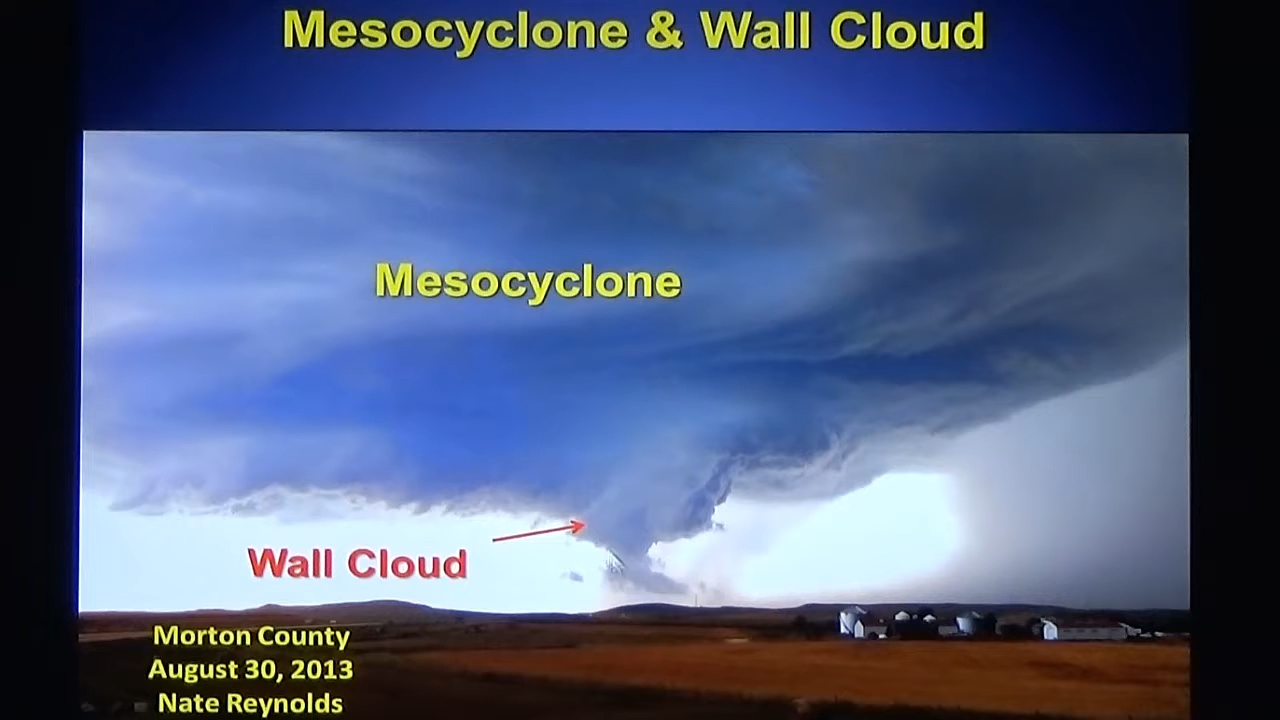 Mesocyclone & Wall Cloud
Mesocyclone
Wall Cloud
Morton County
August 30, 2013
Nate Reynolds